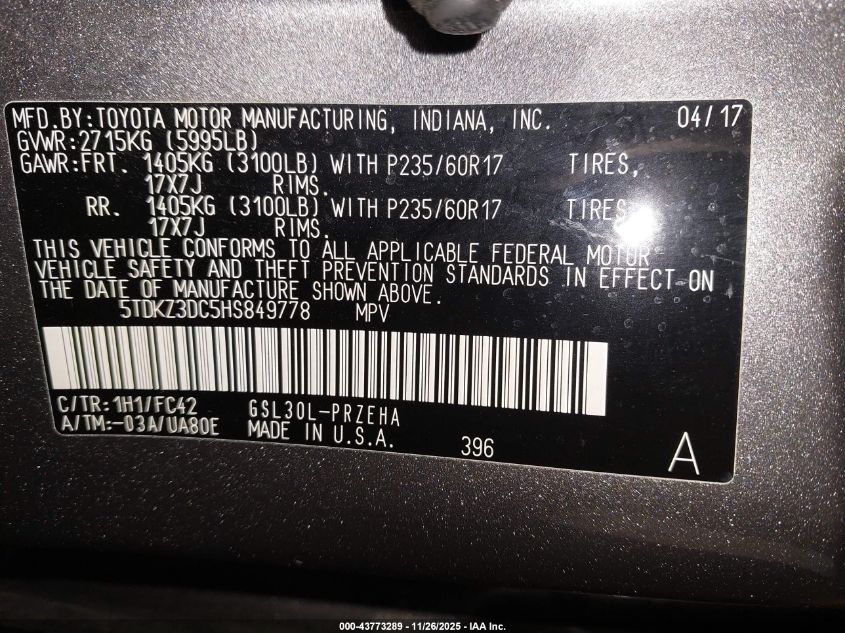 MFD.BY:TOYOTA MOTOR MANUFACTURING, INDIANA, INC. 04/17
GVWR:2715KG (5995LB)
GAWR:FRT. 1405KG (3100LB) WITH P235/60R17 TIRES,
17X7J RIMS.
RR. 1405KG (3100LB) WITH P235/60R17 TIRES,
17X7J RIMS.
THIS VEHICLE CONFORMS TO ALL APPLICABLE FEDERAL MOTOR
VEHICLE SAFETY AND THEFT PREVENTION STANDARDS IN EFFECT ON
THE DATE OF MANUFACTURE SHOWN ABOVE.
5TDKZ3DC5HS849778 MPV
C/TR:1H1/FC42 GSL30L-PRZEHA
A/TM:-03A/UA80E MADE IN U.S.A. 396 A
000-43773289 - 11/26/2025 - IAA Inc.